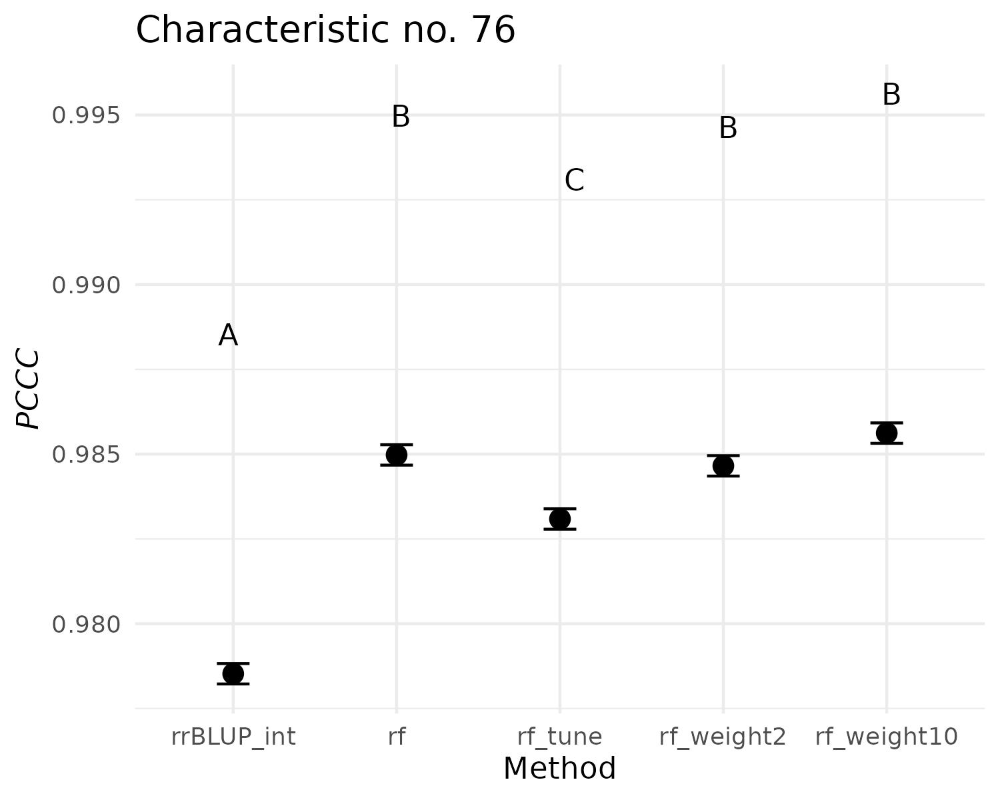 Characteristic no. 76
PCCC
0.995
0.990
0.985
0.980
B
B
B
C
A
rrBLUP_int
rf
rf_tune
rf_weight2
rf_weight10
Method